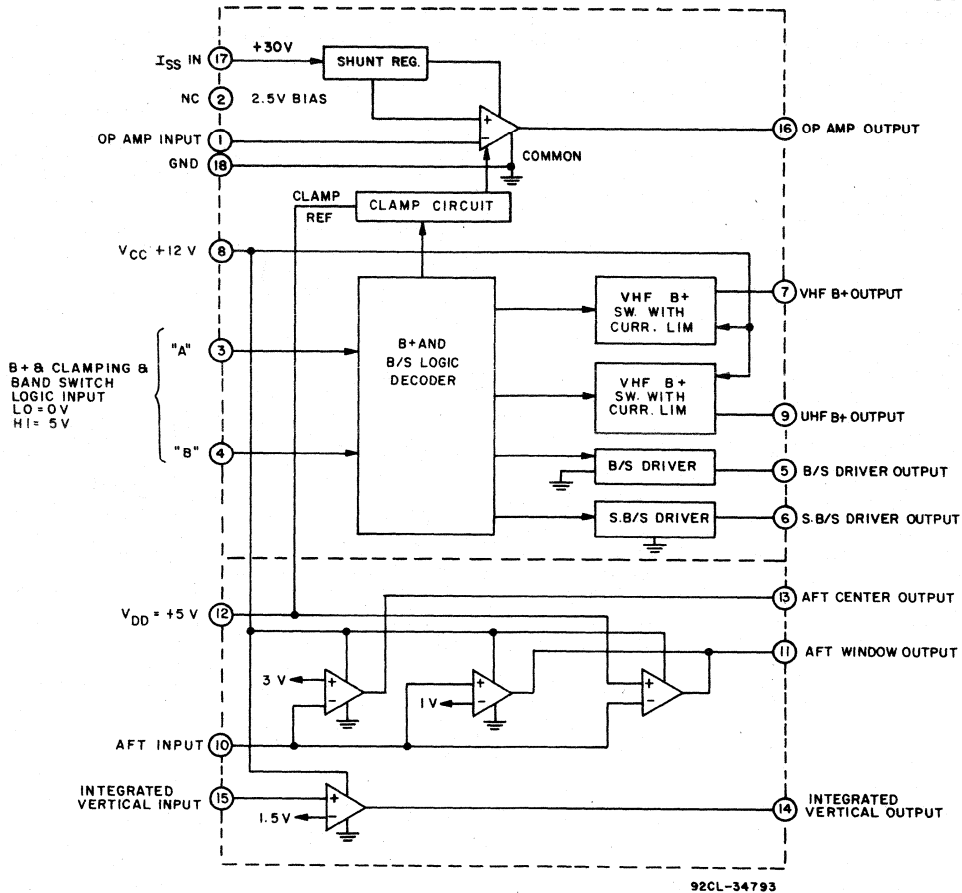 I_SS IN 17 +30V SHUNT REG.
NC 2 2.5V BIAS
OP AMP INPUT 1 + − 16 OP AMP OUTPUT
GND 18 COMMON
CLAMP REF CLAMP CIRCUIT
V_CC +12 V 8
VHF B+ SW. WITH CURR. LIM 7 VHF B+ OUTPUT
B+ & CLAMPING &
BAND SWITCH
LOGIC INPUT
LO = 0V
HI = 5V
"A" 3
"B" 4
B+ AND
B/S LOGIC
DECODER
VHF B+
SW. WITH
CURR. LIM
9 UHF B+ OUTPUT
B/S DRIVER 5 B/S DRIVER OUTPUT
S.B/S DRIVER 6 S.B/S DRIVER OUTPUT
13 AFT CENTER OUTPUT
V_DD = +5 V 12
11 AFT WINDOW OUTPUT
3 V + −
1 V + −
+ −
AFT INPUT 10
INTEGRATED
VERTICAL INPUT 15
1.5V + −
14 INTEGRATED
VERTICAL OUTPUT
92CL-34793